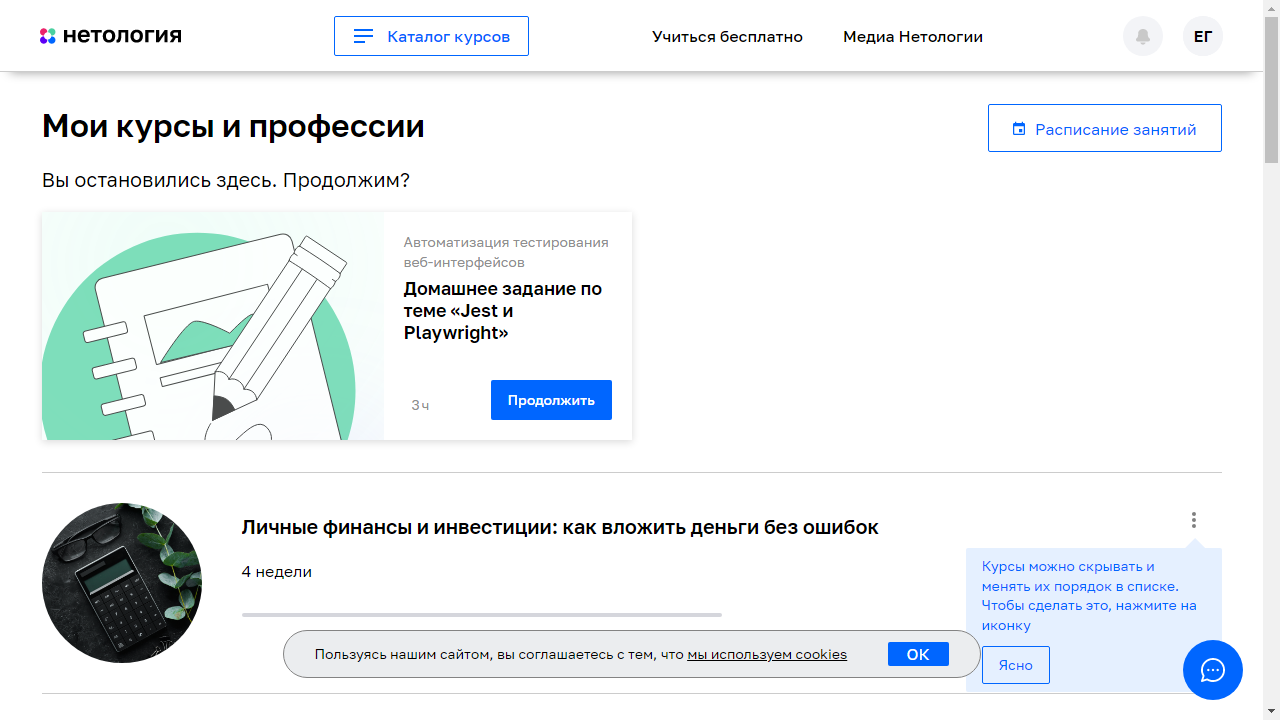 нетология
Каталог курсов
Учиться бесплатно
Медиа Нетологии
ЕГ
Мои курсы и профессии
Расписание занятий
Вы остановились здесь. Продолжим?
Автоматизация тестирования
веб-интерфейсов
Домашнее задание по
теме «Jest и
Playwright»
3 ч
Продолжить
Личные финансы и инвестиции: как вложить деньги без ошибок
4 недели
Курсы можно скрывать и
менять их порядок в списке.
Чтобы сделать это, нажмите на
иконку
Ясно
Пользуясь нашим сайтом, вы соглашаетесь с тем, что мы используем cookies
ОК